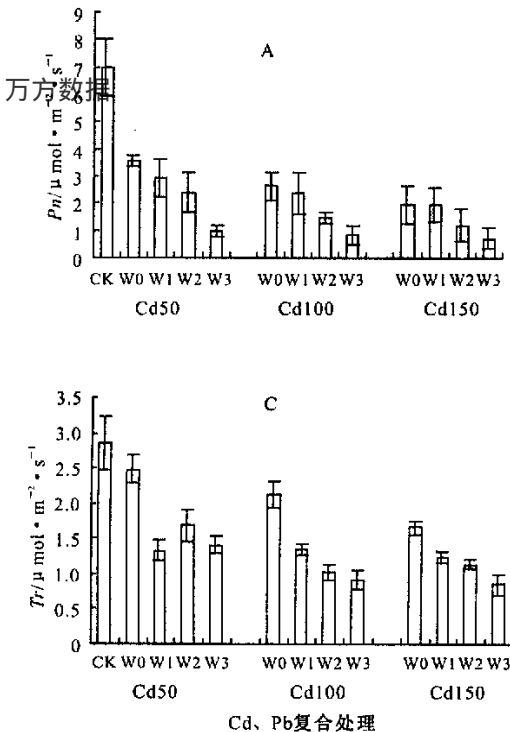 9
A
8
7
万方数据
6
5
4
3
2
1
0
Pn/μ mol·m⁻²·s⁻¹
CK W0 W1 W2 W3 W0 W1 W2 W3 W0 W1 W2 W3
Cd50 Cd100 Cd150
3.5
C
3.0
2.5
2.0
1.5
1.0
0.5
0
Tr/μ mol·m⁻²·s⁻¹
CK W0 W1 W2 W3 W0 W1 W2 W3 W0 W1 W2 W3
Cd50 Cd100 Cd150
Cd、Pb复合处理